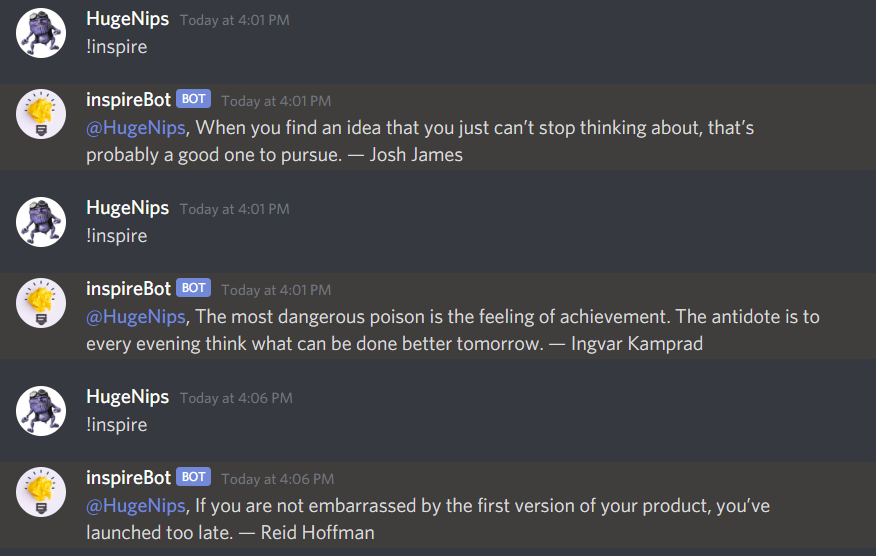 HugeNips Today at 4:01 PM
!inspire
inspireBot BOT Today at 4:01 PM
@HugeNips, When you find an idea that you just can’t stop thinking about, that’s
probably a good one to pursue. — Josh James
HugeNips Today at 4:01 PM
!inspire
inspireBot BOT Today at 4:01 PM
@HugeNips, The most dangerous poison is the feeling of achievement. The antidote is to
every evening think what can be done better tomorrow. — Ingvar Kamprad
HugeNips Today at 4:06 PM
!inspire
inspireBot BOT Today at 4:06 PM
@HugeNips, If you are not embarrassed by the first version of your product, you’ve
launched too late. — Reid Hoffman